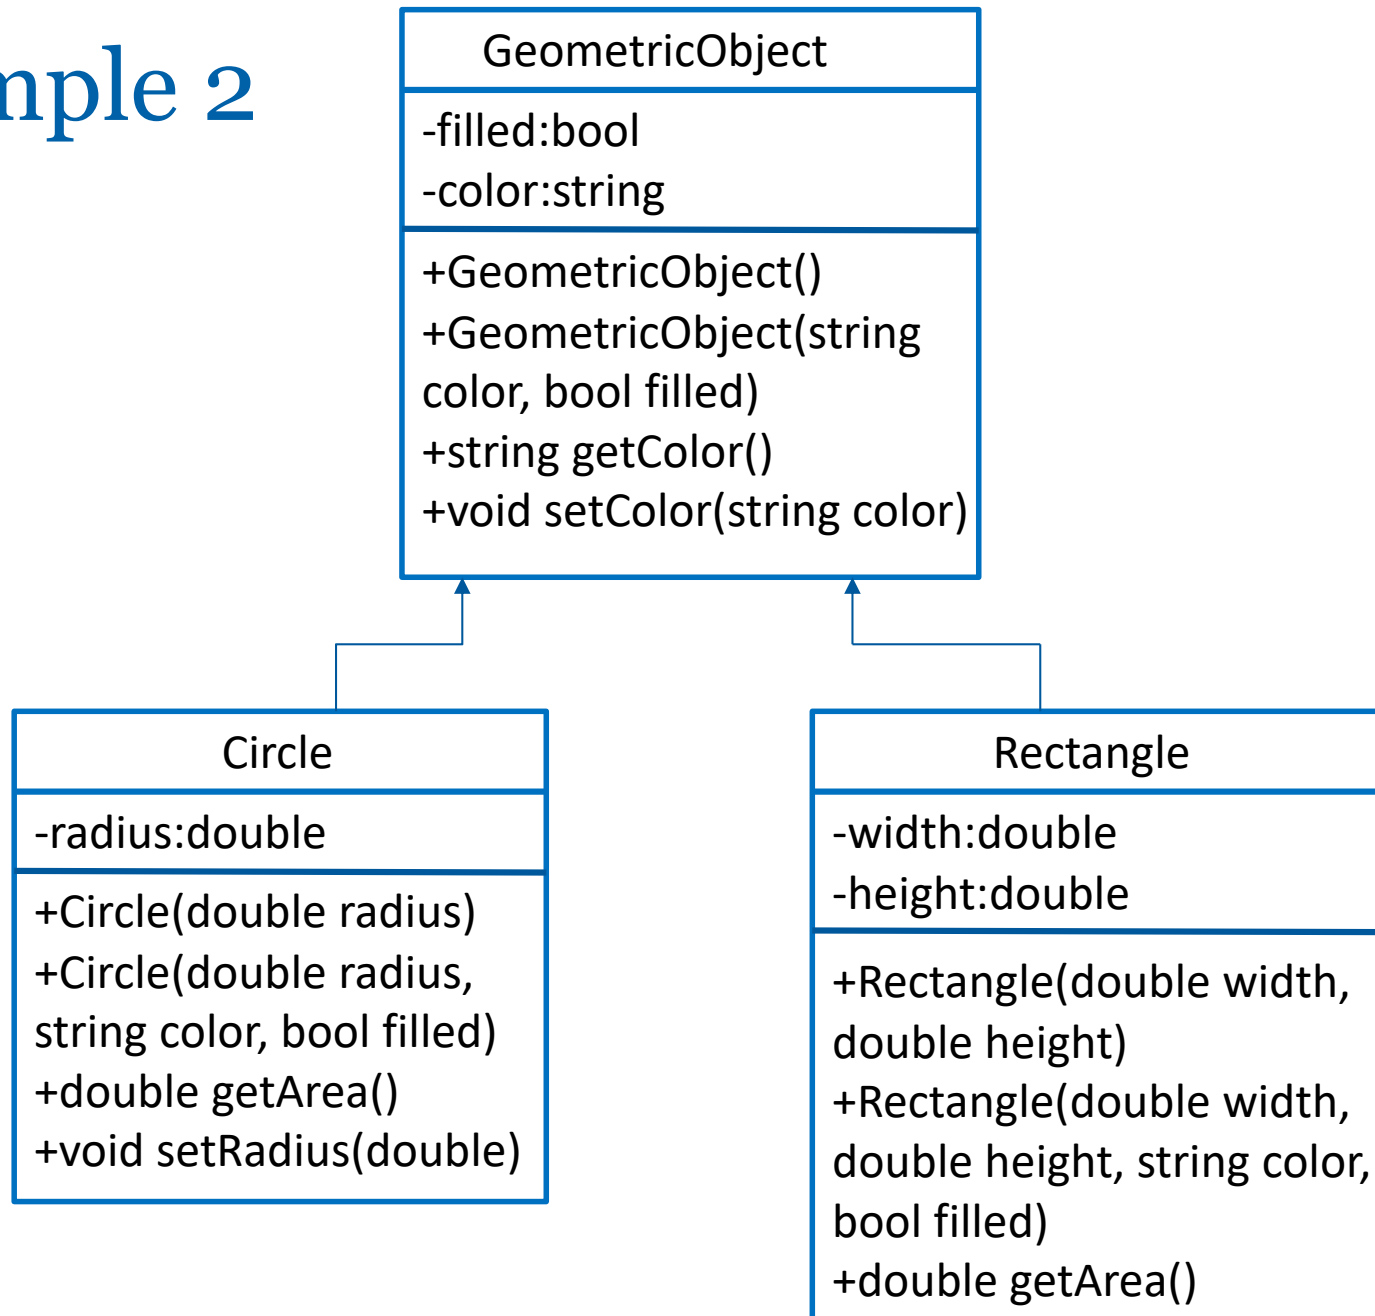 mple 2
GeometricObject
-filled:bool
-color:string
+GeometricObject()
+GeometricObject(string
color, bool filled)
+string getColor()
+void setColor(string color)
Circle
-radius:double
+Circle(double radius)
+Circle(double radius,
string color, bool filled)
+double getArea()
+void setRadius(double)
Rectangle
-width:double
-height:double
+Rectangle(double width,
double height)
+Rectangle(double width,
double height, string color,
bool filled)
+double getArea()